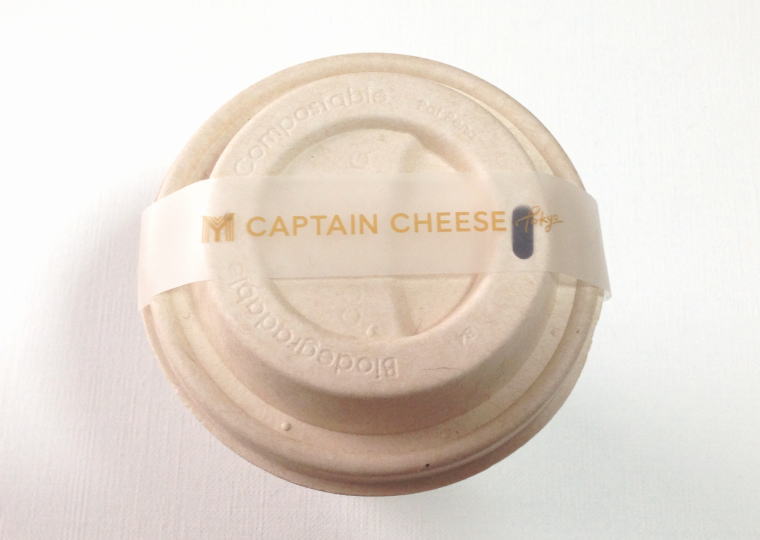 Compostable
CAPTAIN CHEESE Tokyo
Biodegradable